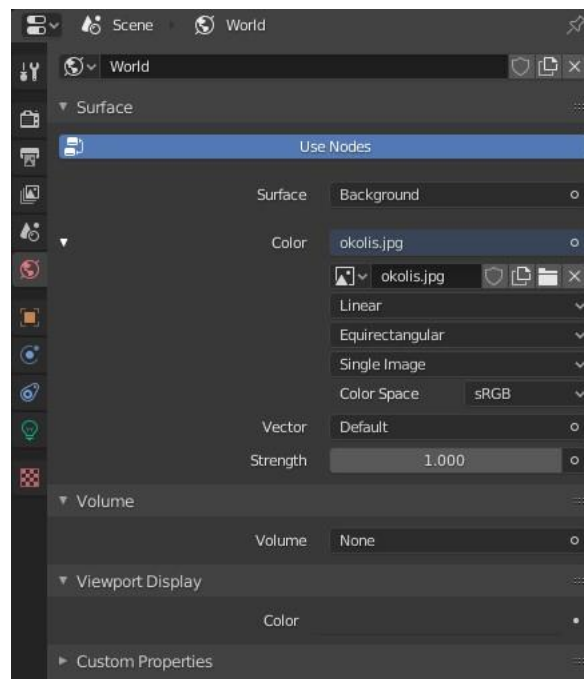 Scene World
World
Surface
Use Nodes
Surface Background
Color okolis.jpg
okolis.jpg
Linear
Equirectangular
Single Image
Color Space sRGB
Vector Default
Strength 1.000
Volume
Volume None
Viewport Display
Color
Custom Properties